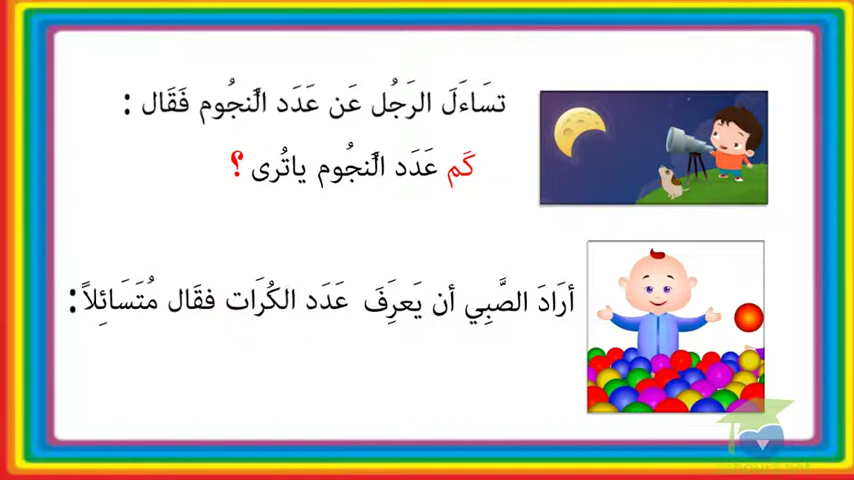 تسَاءَلَ الرَجُل عَن عَدَد الَّنجُوم فَقَال :
كَم عَدَد الَّنجُوم ياتُرى ؟
أرَادَ الصَّبِي أن يَعرِفَ عَدَد الكُرَات فقَال مُتَسَائِلاً :